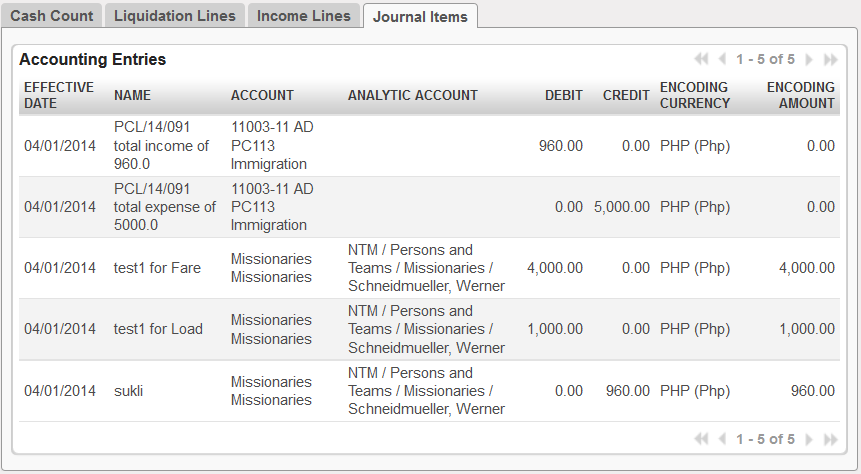 Cash Count Liquidation Lines Income Lines Journal Items
Accounting Entries 1 - 5 of 5
EFFECTIVE DATE NAME ACCOUNT ANALYTIC ACCOUNT DEBIT CREDIT ENCODING CURRENCY ENCODING AMOUNT
PCL/14/091 11003-11 AD
04/01/2014 total income of PC113 960.00 0.00 PHP (Php) 0.00
960.0 Immigration
PCL/14/091 11003-11 AD
04/01/2014 total expense of PC113 0.00 5,000.00 PHP (Php) 0.00
5000.0 Immigration
NTM / Persons and
04/01/2014 test1 for Fare Missionaries Missionaries Teams / Missionaries / 4,000.00 0.00 PHP (Php) 4,000.00
Schneidmueller, Werner
NTM / Persons and
04/01/2014 test1 for Load Missionaries Missionaries Teams / Missionaries / 1,000.00 0.00 PHP (Php) 1,000.00
Schneidmueller, Werner
NTM / Persons and
04/01/2014 sukli Missionaries Missionaries Teams / Missionaries / 0.00 960.00 PHP (Php) 960.00
Schneidmueller, Werner
1 - 5 of 5